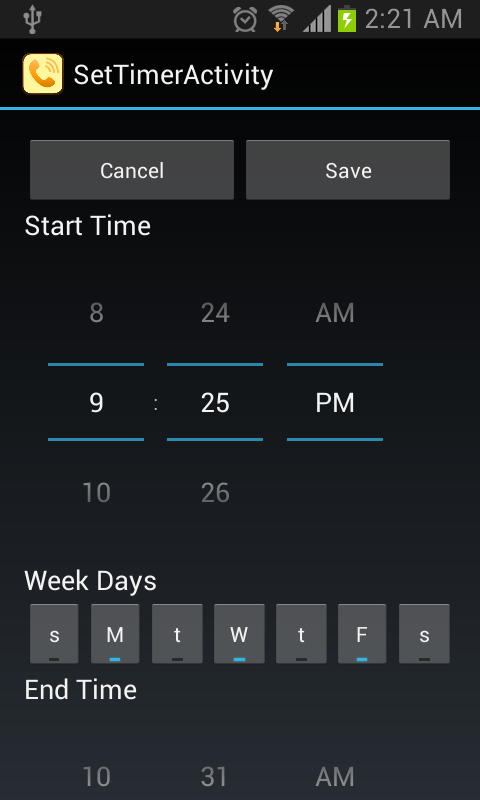 2:21 AM
SetTimerActivity
Cancel Save
Start Time
8 24 AM
9 : 25 PM
10 26
Week Days
s M t W t F s
End Time
10 31 AM